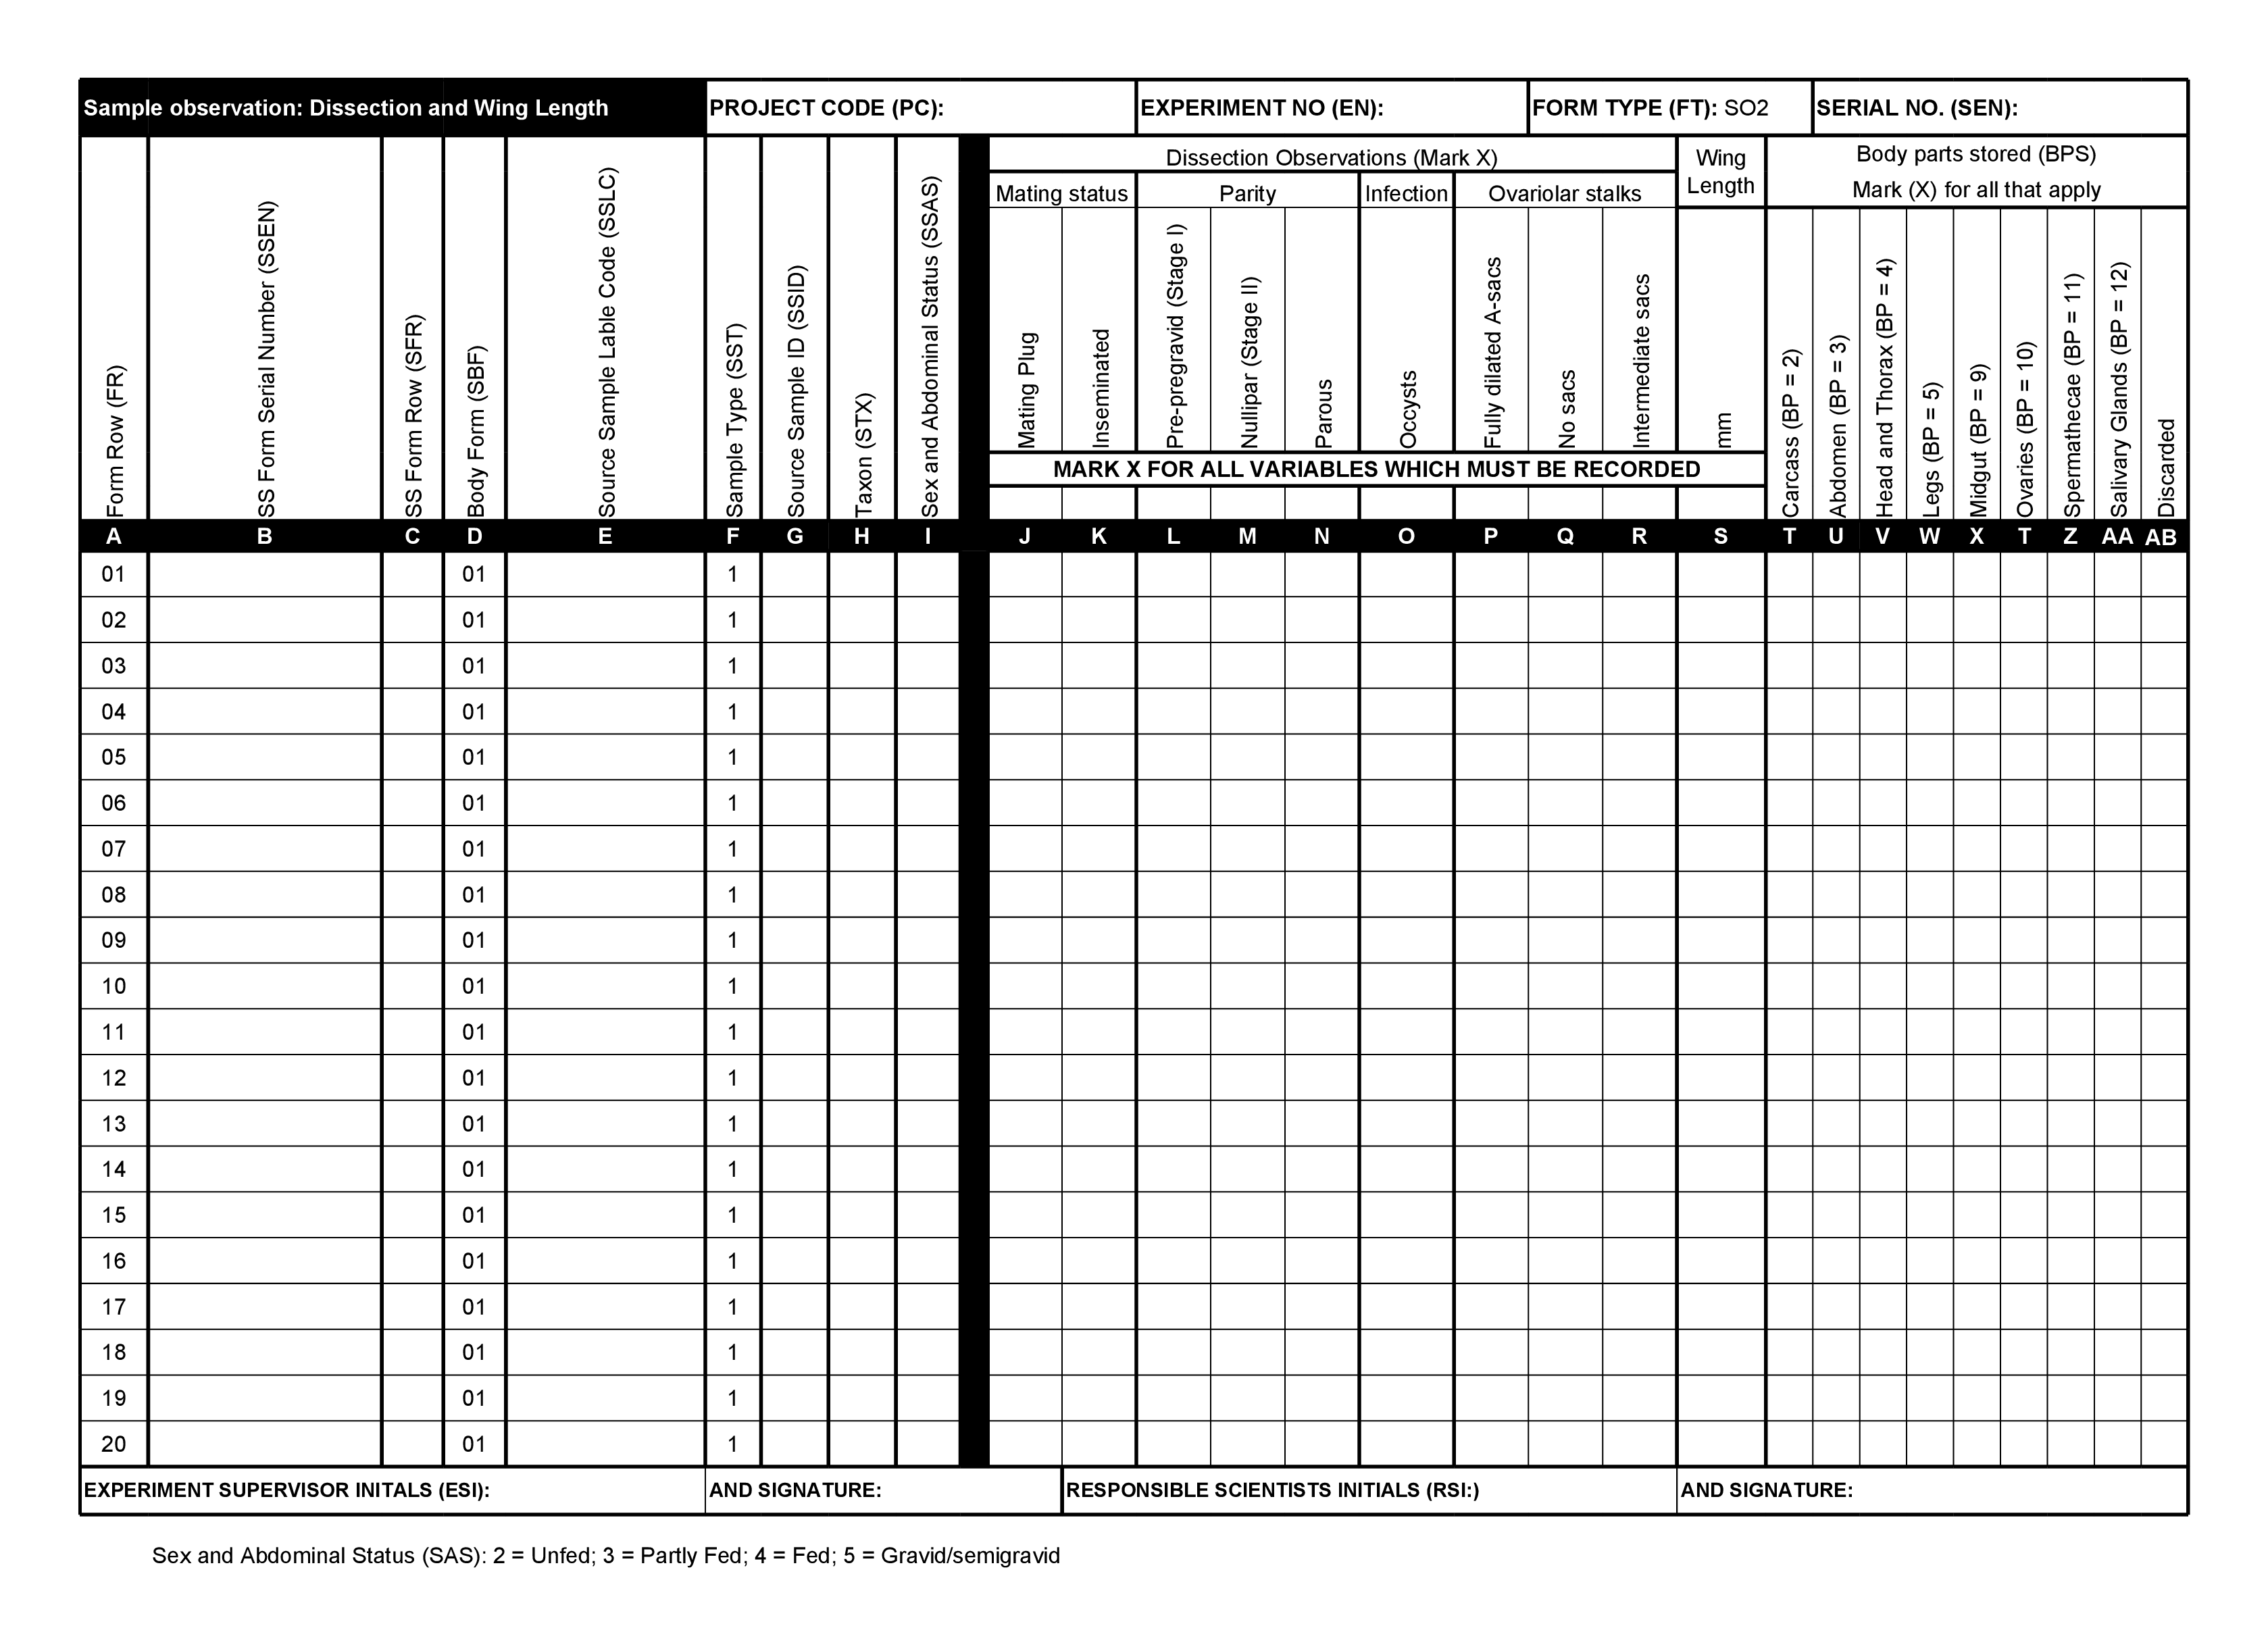 Sample observation: Dissection and Wing Length
PROJECT CODE (PC):
EXPERIMENT NO (EN):
FORM TYPE (FT): SO2
SERIAL NO. (SEN):
Form Row (FR)
SS Form Serial Number (SSEN)
SS Form Row (SFR)
Body Form (SBF)
Source Sample Lable Code (SSLC)
Sample Type (SST)
Source Sample ID (SSID)
Taxon (STX)
Sex and Abdominal Status (SSAS)
Dissection Observations (Mark X)
Mating status
Parity
Infection
Ovariolar stalks
Wing
Length
Body parts stored (BPS)
Mark (X) for all that apply
Mating Plug
Inseminated
Pre-pregravid (Stage I)
Nullipar (Stage II)
Parous
Occysts
Fully dilated A-sacs
No sacs
Intermediate sacs
mm
Carcass (BP = 2)
Abdomen (BP = 3)
Head and Thorax (BP = 4)
Legs (BP = 5)
Midgut (BP = 9)
Ovaries (BP = 10)
Spermathecae (BP = 11)
Salivary Glands (BP = 12)
Discarded
MARK X FOR ALL VARIABLES WHICH MUST BE RECORDED
A B C D E F G H I J K L M N O P Q R S T U V W X T Z AA AB
01 01 1
02 01 1
03 01 1
04 01 1
05 01 1
06 01 1
07 01 1
08 01 1
09 01 1
10 01 1
11 01 1
12 01 1
13 01 1
14 01 1
15 01 1
16 01 1
17 01 1
18 01 1
19 01 1
20 01 1
EXPERIMENT SUPERVISOR INITALS (ESI):
AND SIGNATURE:
RESPONSIBLE SCIENTISTS INITIALS (RSI:)
AND SIGNATURE:
Sex and Abdominal Status (SAS): 2 = Unfed; 3 = Partly Fed; 4 = Fed; 5 = Gravid/semigravid